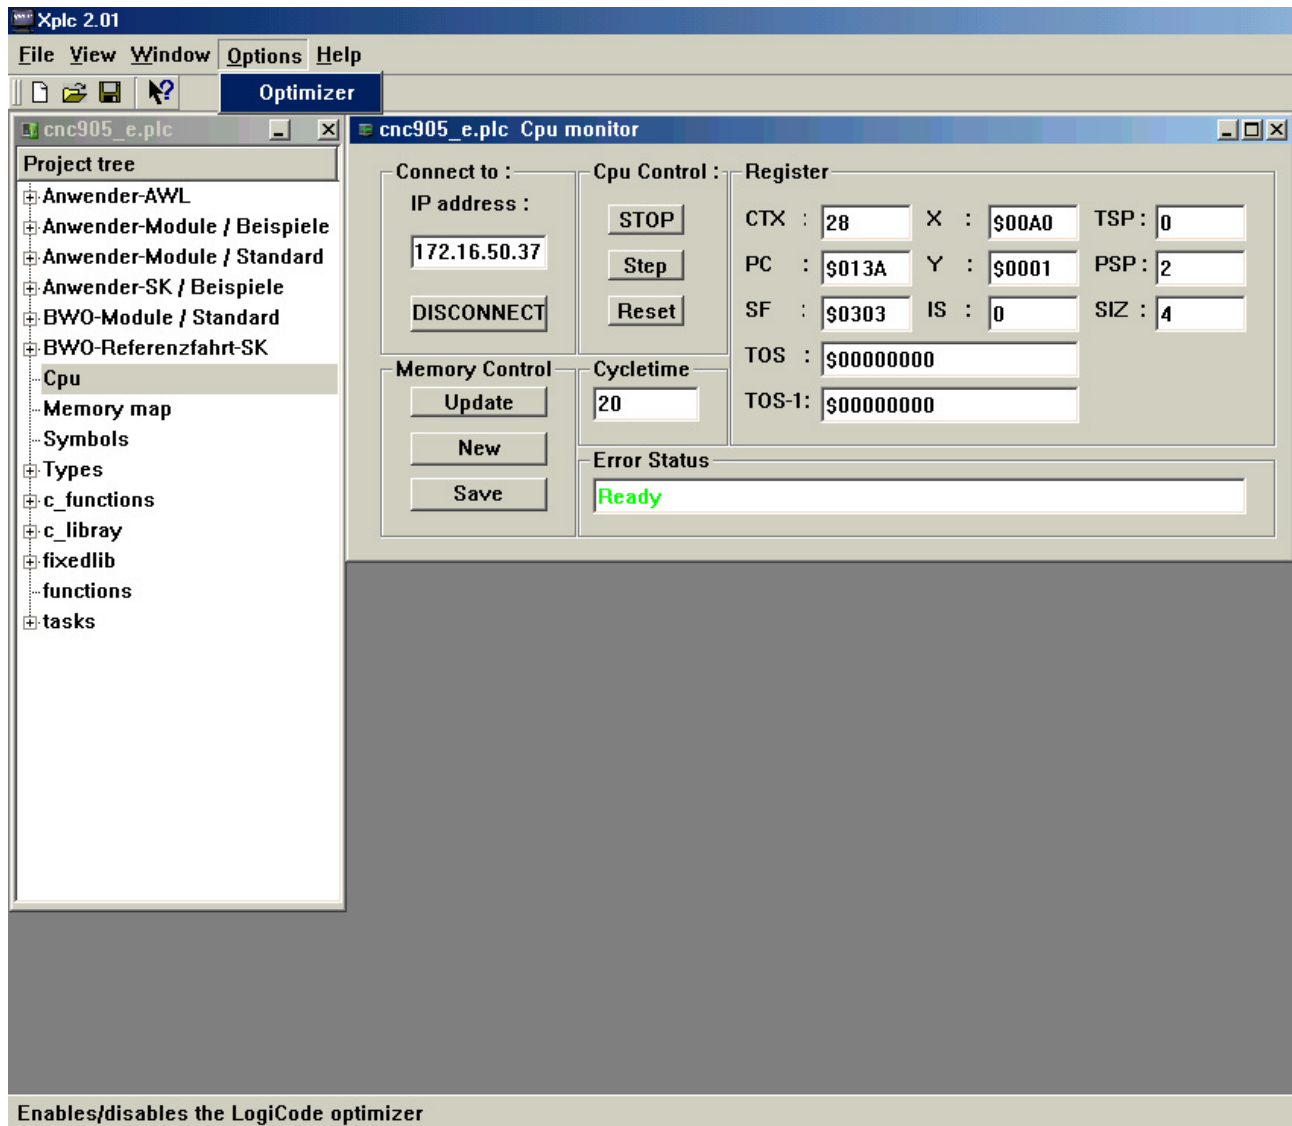 Xplc 2.01
File View Window Options Help
Optimizer
cnc905_e.plc
Project tree
Anwender-AWL
Anwender-Module / Beispiele
Anwender-Module / Standard
Anwender-SK / Beispiele
BWO-Module / Standard
BWO-Referenzfahrt-SK
Cpu
Memory map
Symbols
Types
c_functions
c_libray
fixedlib
functions
tasks
cnc905_e.plc Cpu monitor
Connect to :
IP address :
172.16.50.37
DISCONNECT
Cpu Control :
STOP
Step
Reset
Register
CTX : 28 X : $00A0 TSP : 0
PC : $013A Y : $0001 PSP : 2
SF : $0303 IS : 0 SIZ : 4
TOS : $00000000
TOS-1: $00000000
Memory Control
Update
New
Save
Cycletime
20
Error Status
Ready
Enables/disables the LogiCode optimizer